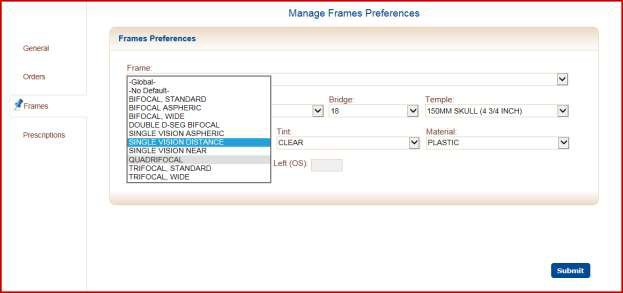 Manage Frames Preferences
General
Orders
Frames
Prescriptions
Frames Preferences
Frame:
-Global-
-No Default-
BIFOCAL, STANDARD
BIFOCAL ASPHERIC
BIFOCAL, WIDE
DOUBLE D-SEG BIFOCAL
SINGLE VISION ASPHERIC
SINGLE VISION DISTANCE
SINGLE VISION NEAR
QUADRIFOCAL
TRIFOCAL, STANDARD
TRIFOCAL, WIDE
Bridge: Temple:
18 150MM SKULL (4 3/4 INCH)
Tint: Material:
CLEAR PLASTIC
Left (OS):
Submit